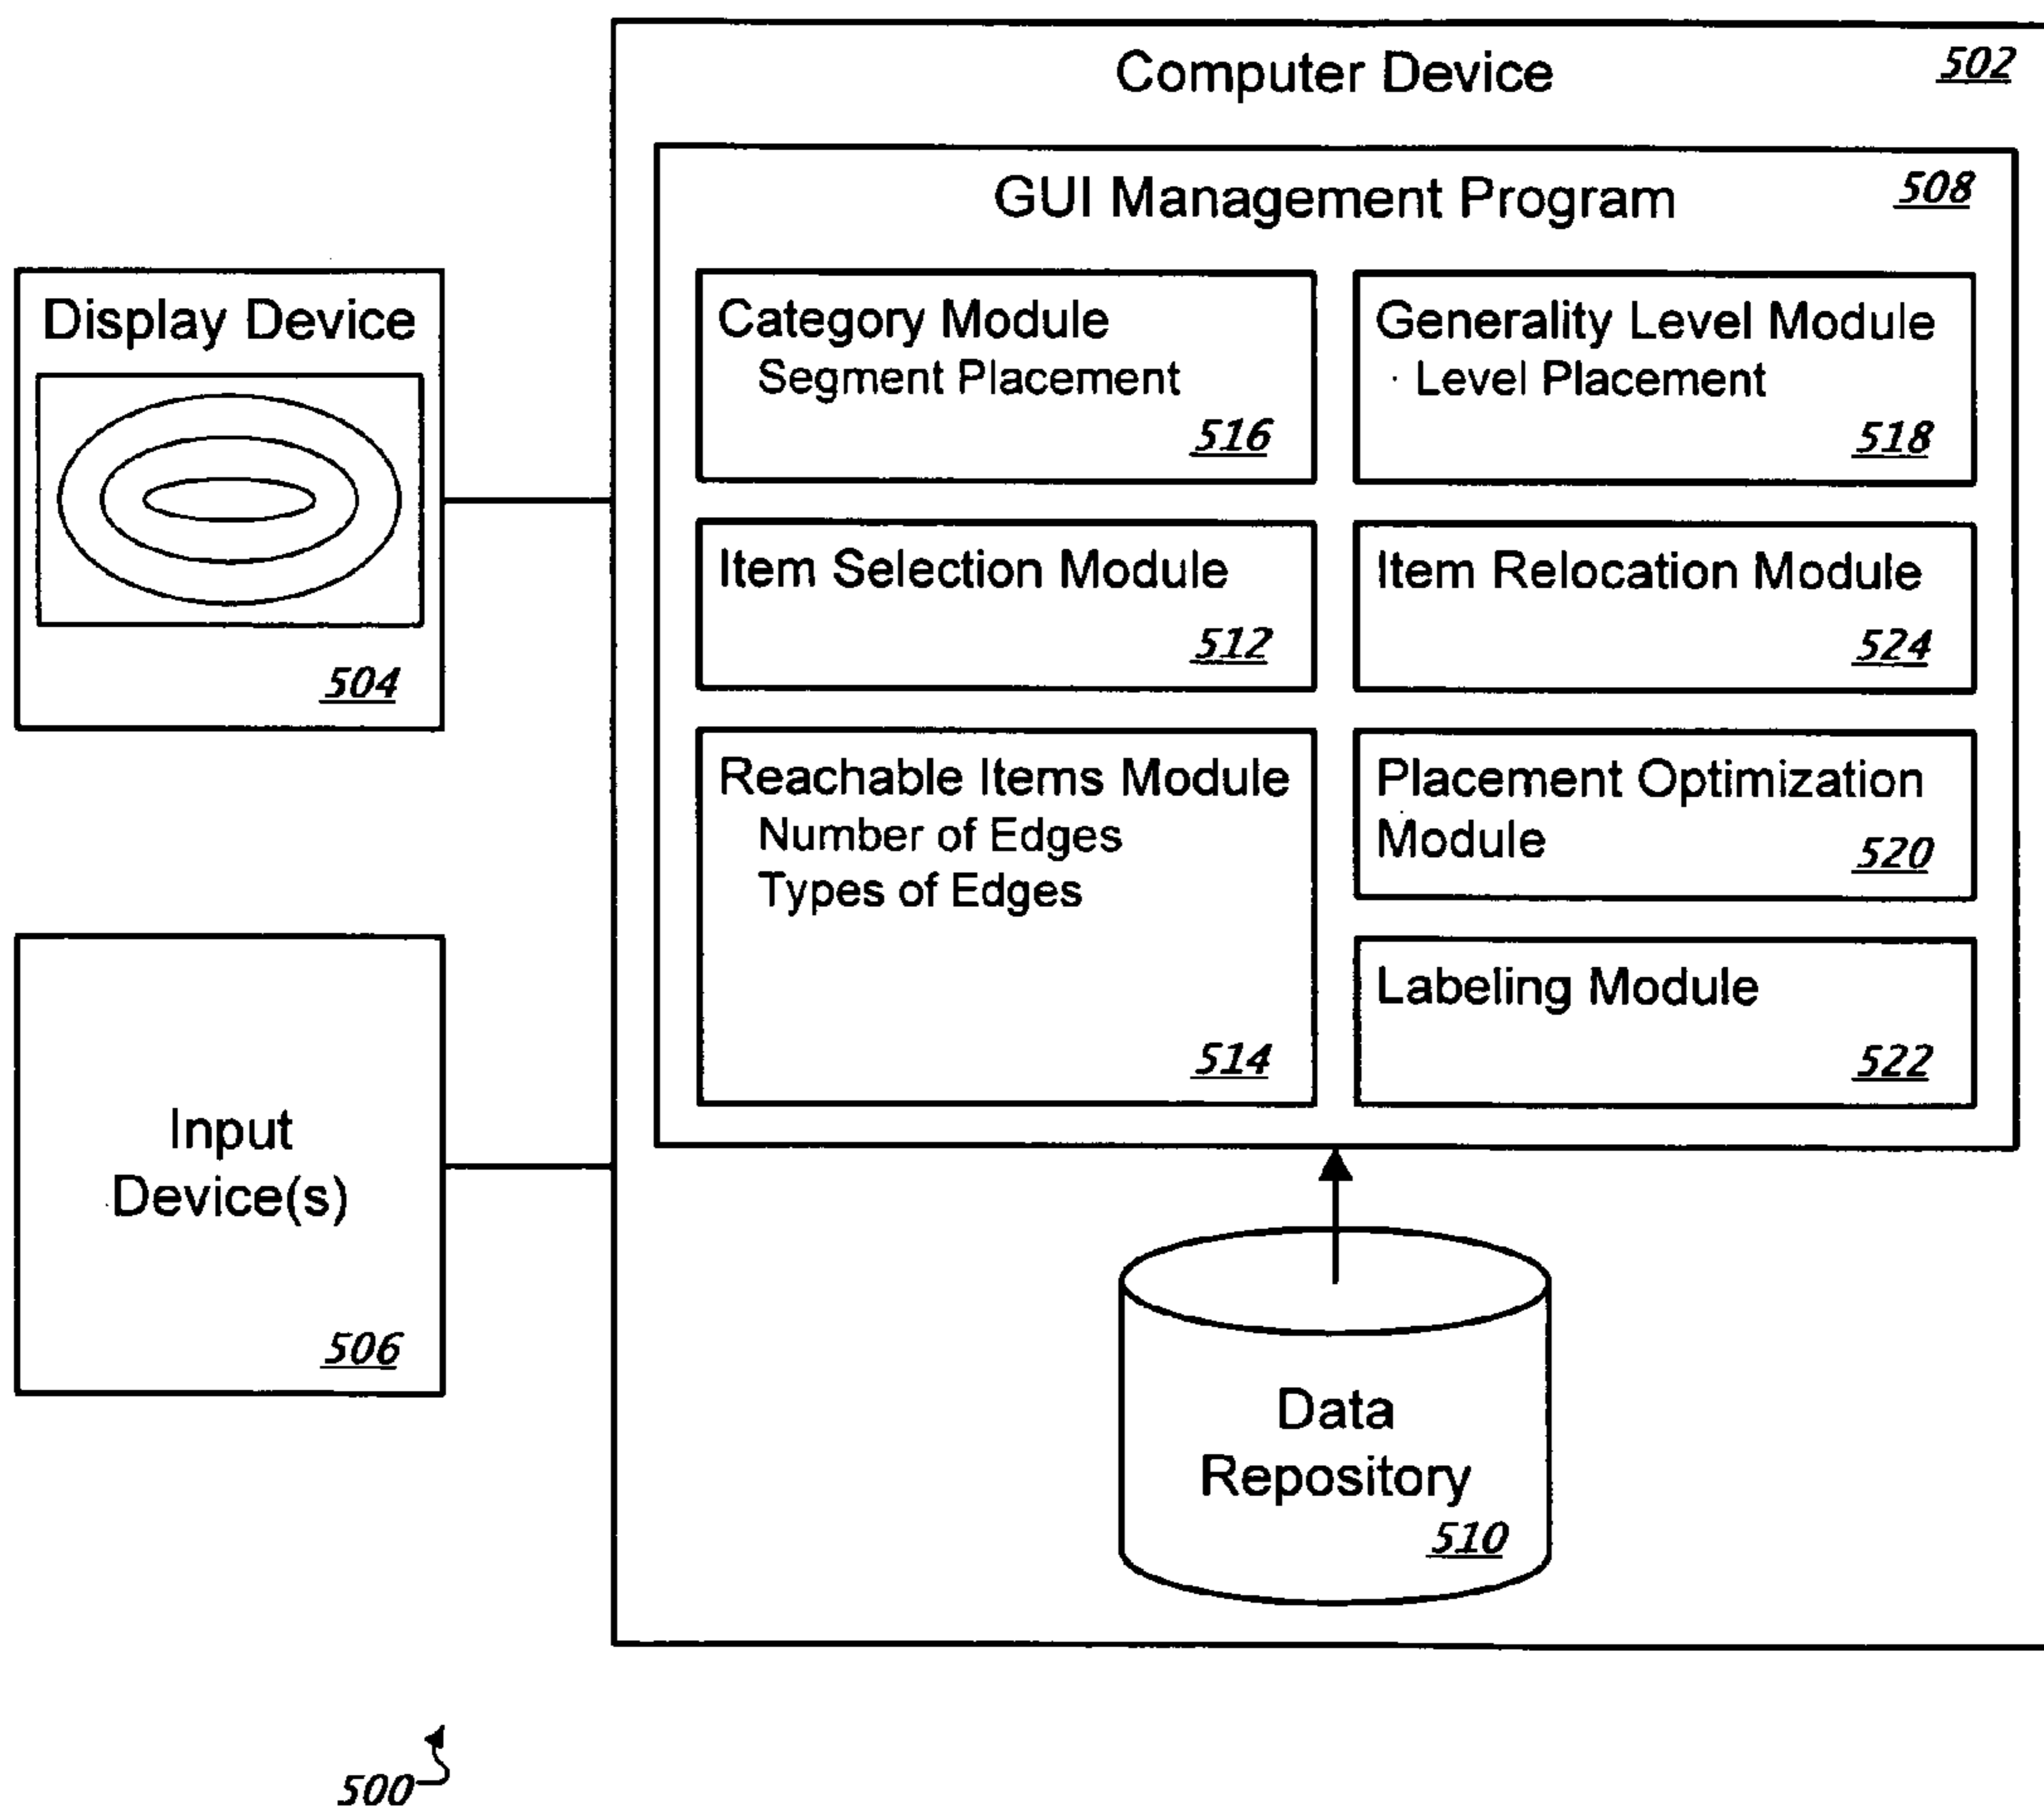 Computer Device
502
GUI Management Program
508
Display Device
504
Category Module
Segment Placement
516
Generality Level Module
Level Placement
518
Item Selection Module
512
Item Relocation Module
524
Reachable Items Module
Number of Edges
Types of Edges
514
Placement Optimization
Module
520
Labeling Module
522
Input
Device(s)
506
Data
Repository
510
500